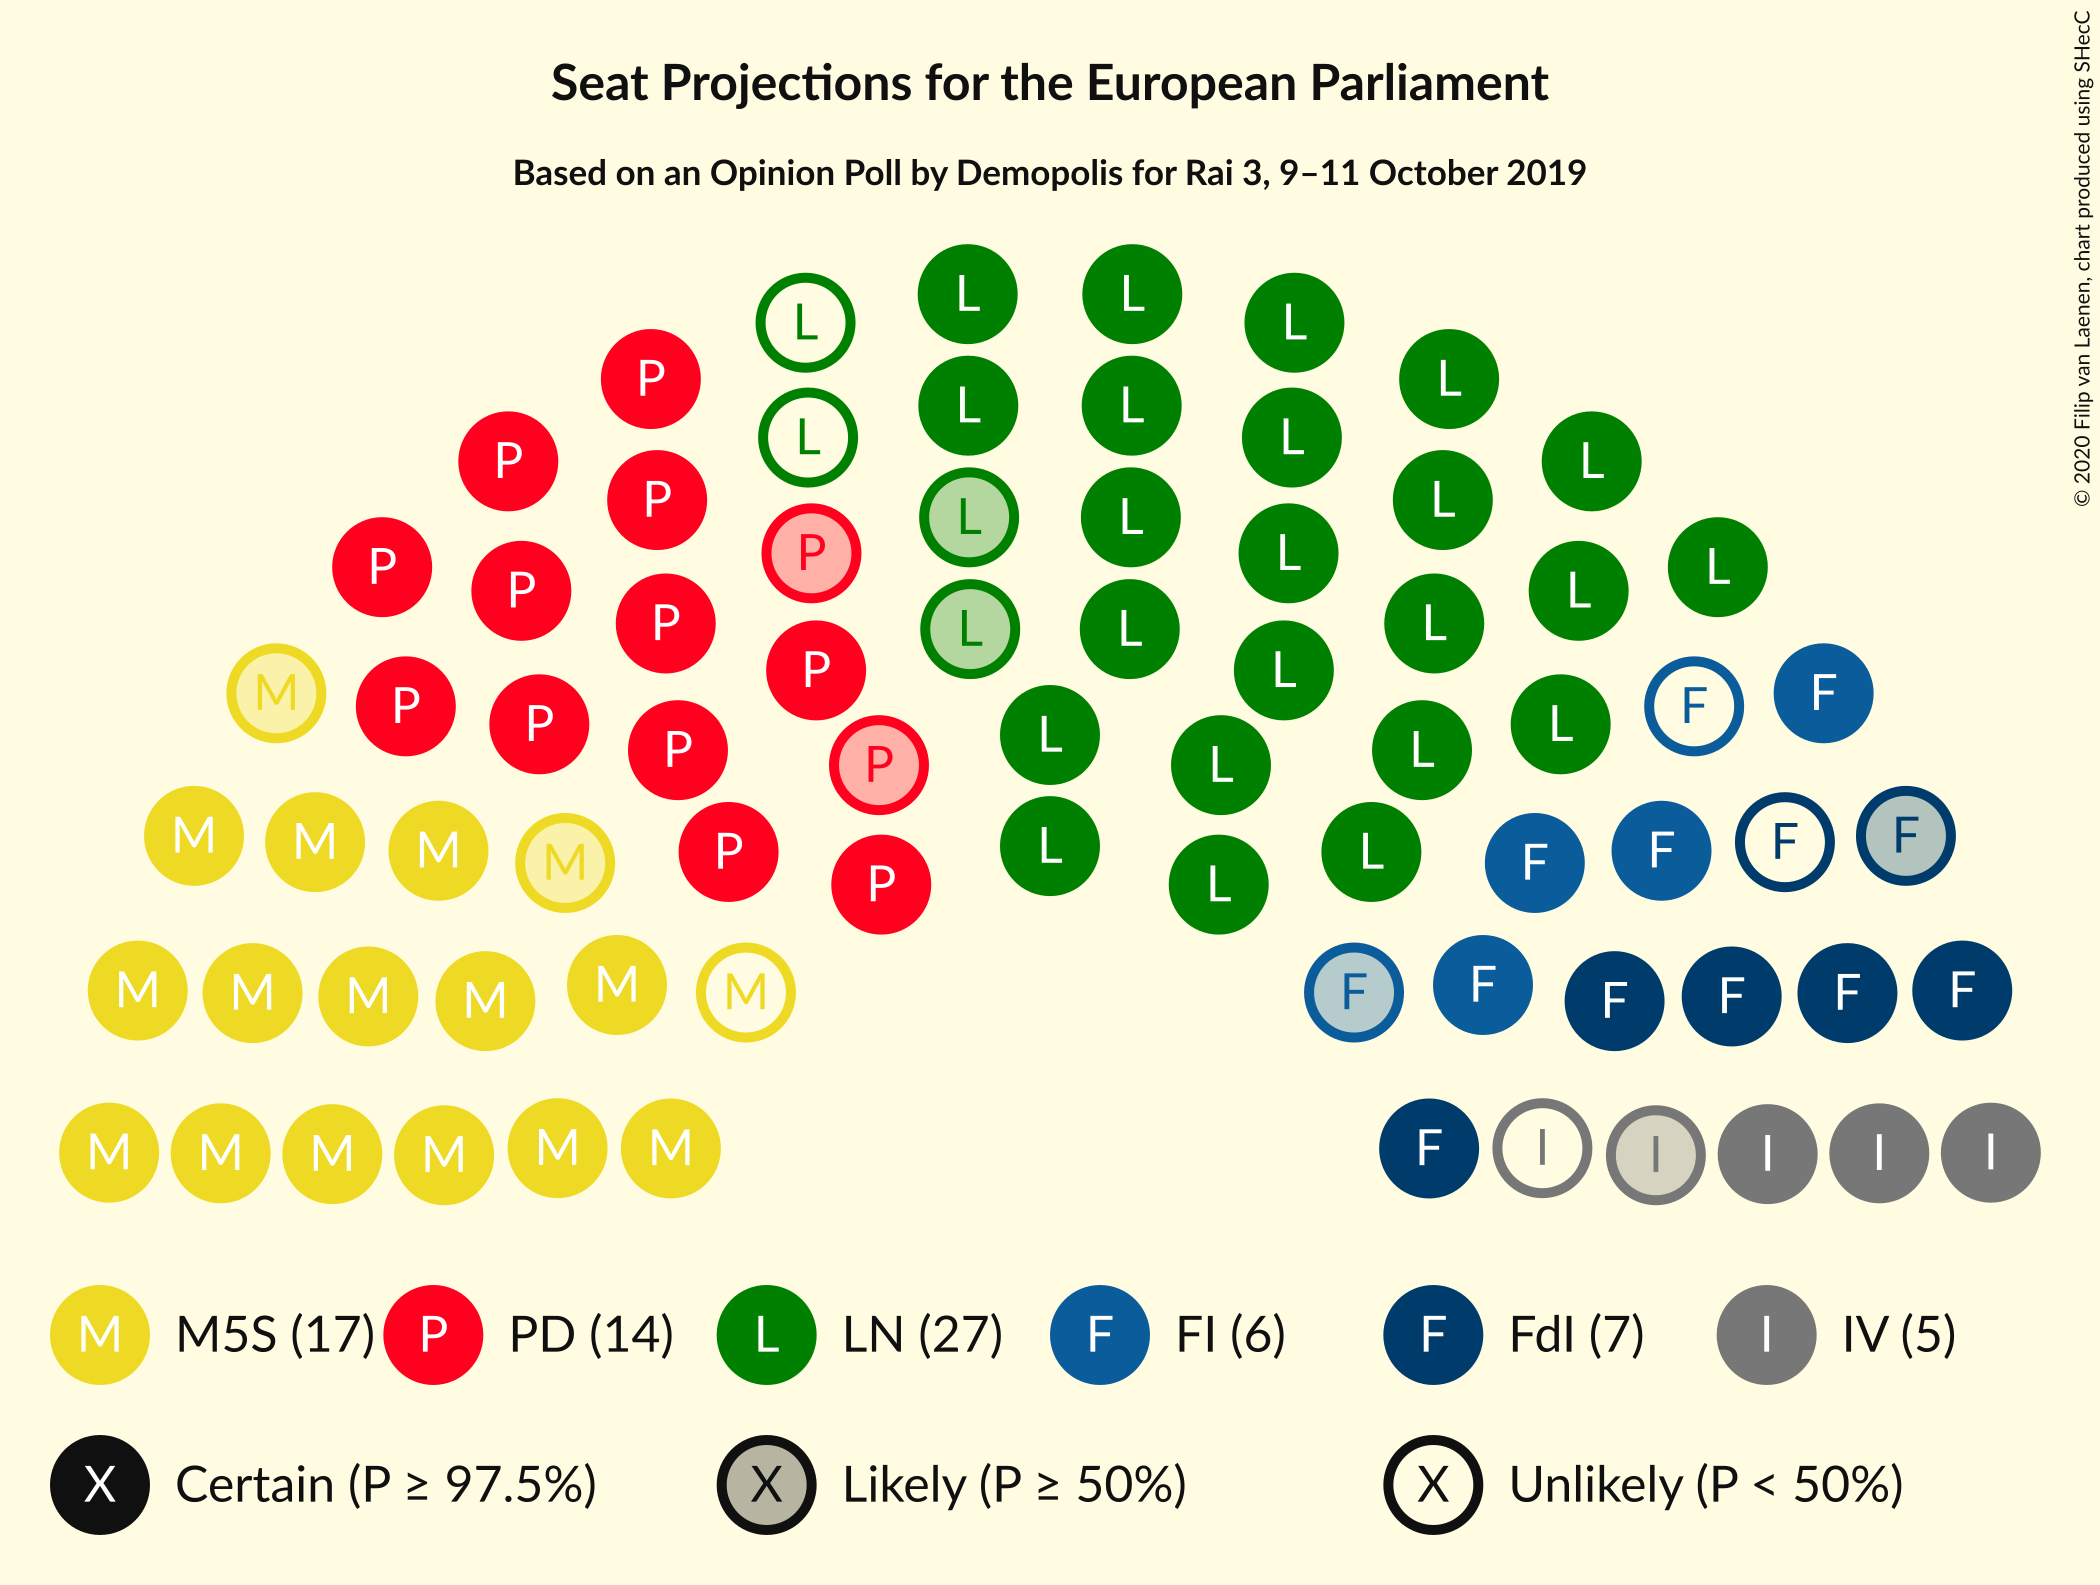 Seat Projections for the European Parliament
Based on an Opinion Poll by Demopolis for Rai 3, 9–11 October 2019
© 2020 Filip van Laenen, chart produced using SHecC
L L L L
P L L P
P L L L L
P P L L L
P P L L L
P P P L L L L L
M P L L F F
P P P L L L L
M M M M P P L L L F F F F
M M M M M M F F F F F F
M M M M M M F I I I I I
M M5S (17) P PD (14) L LN (27) F FI (6) F FdI (7) I IV (5)
X Certain (P ≥ 97.5%) X Likely (P ≥ 50%) X Unlikely (P < 50%)